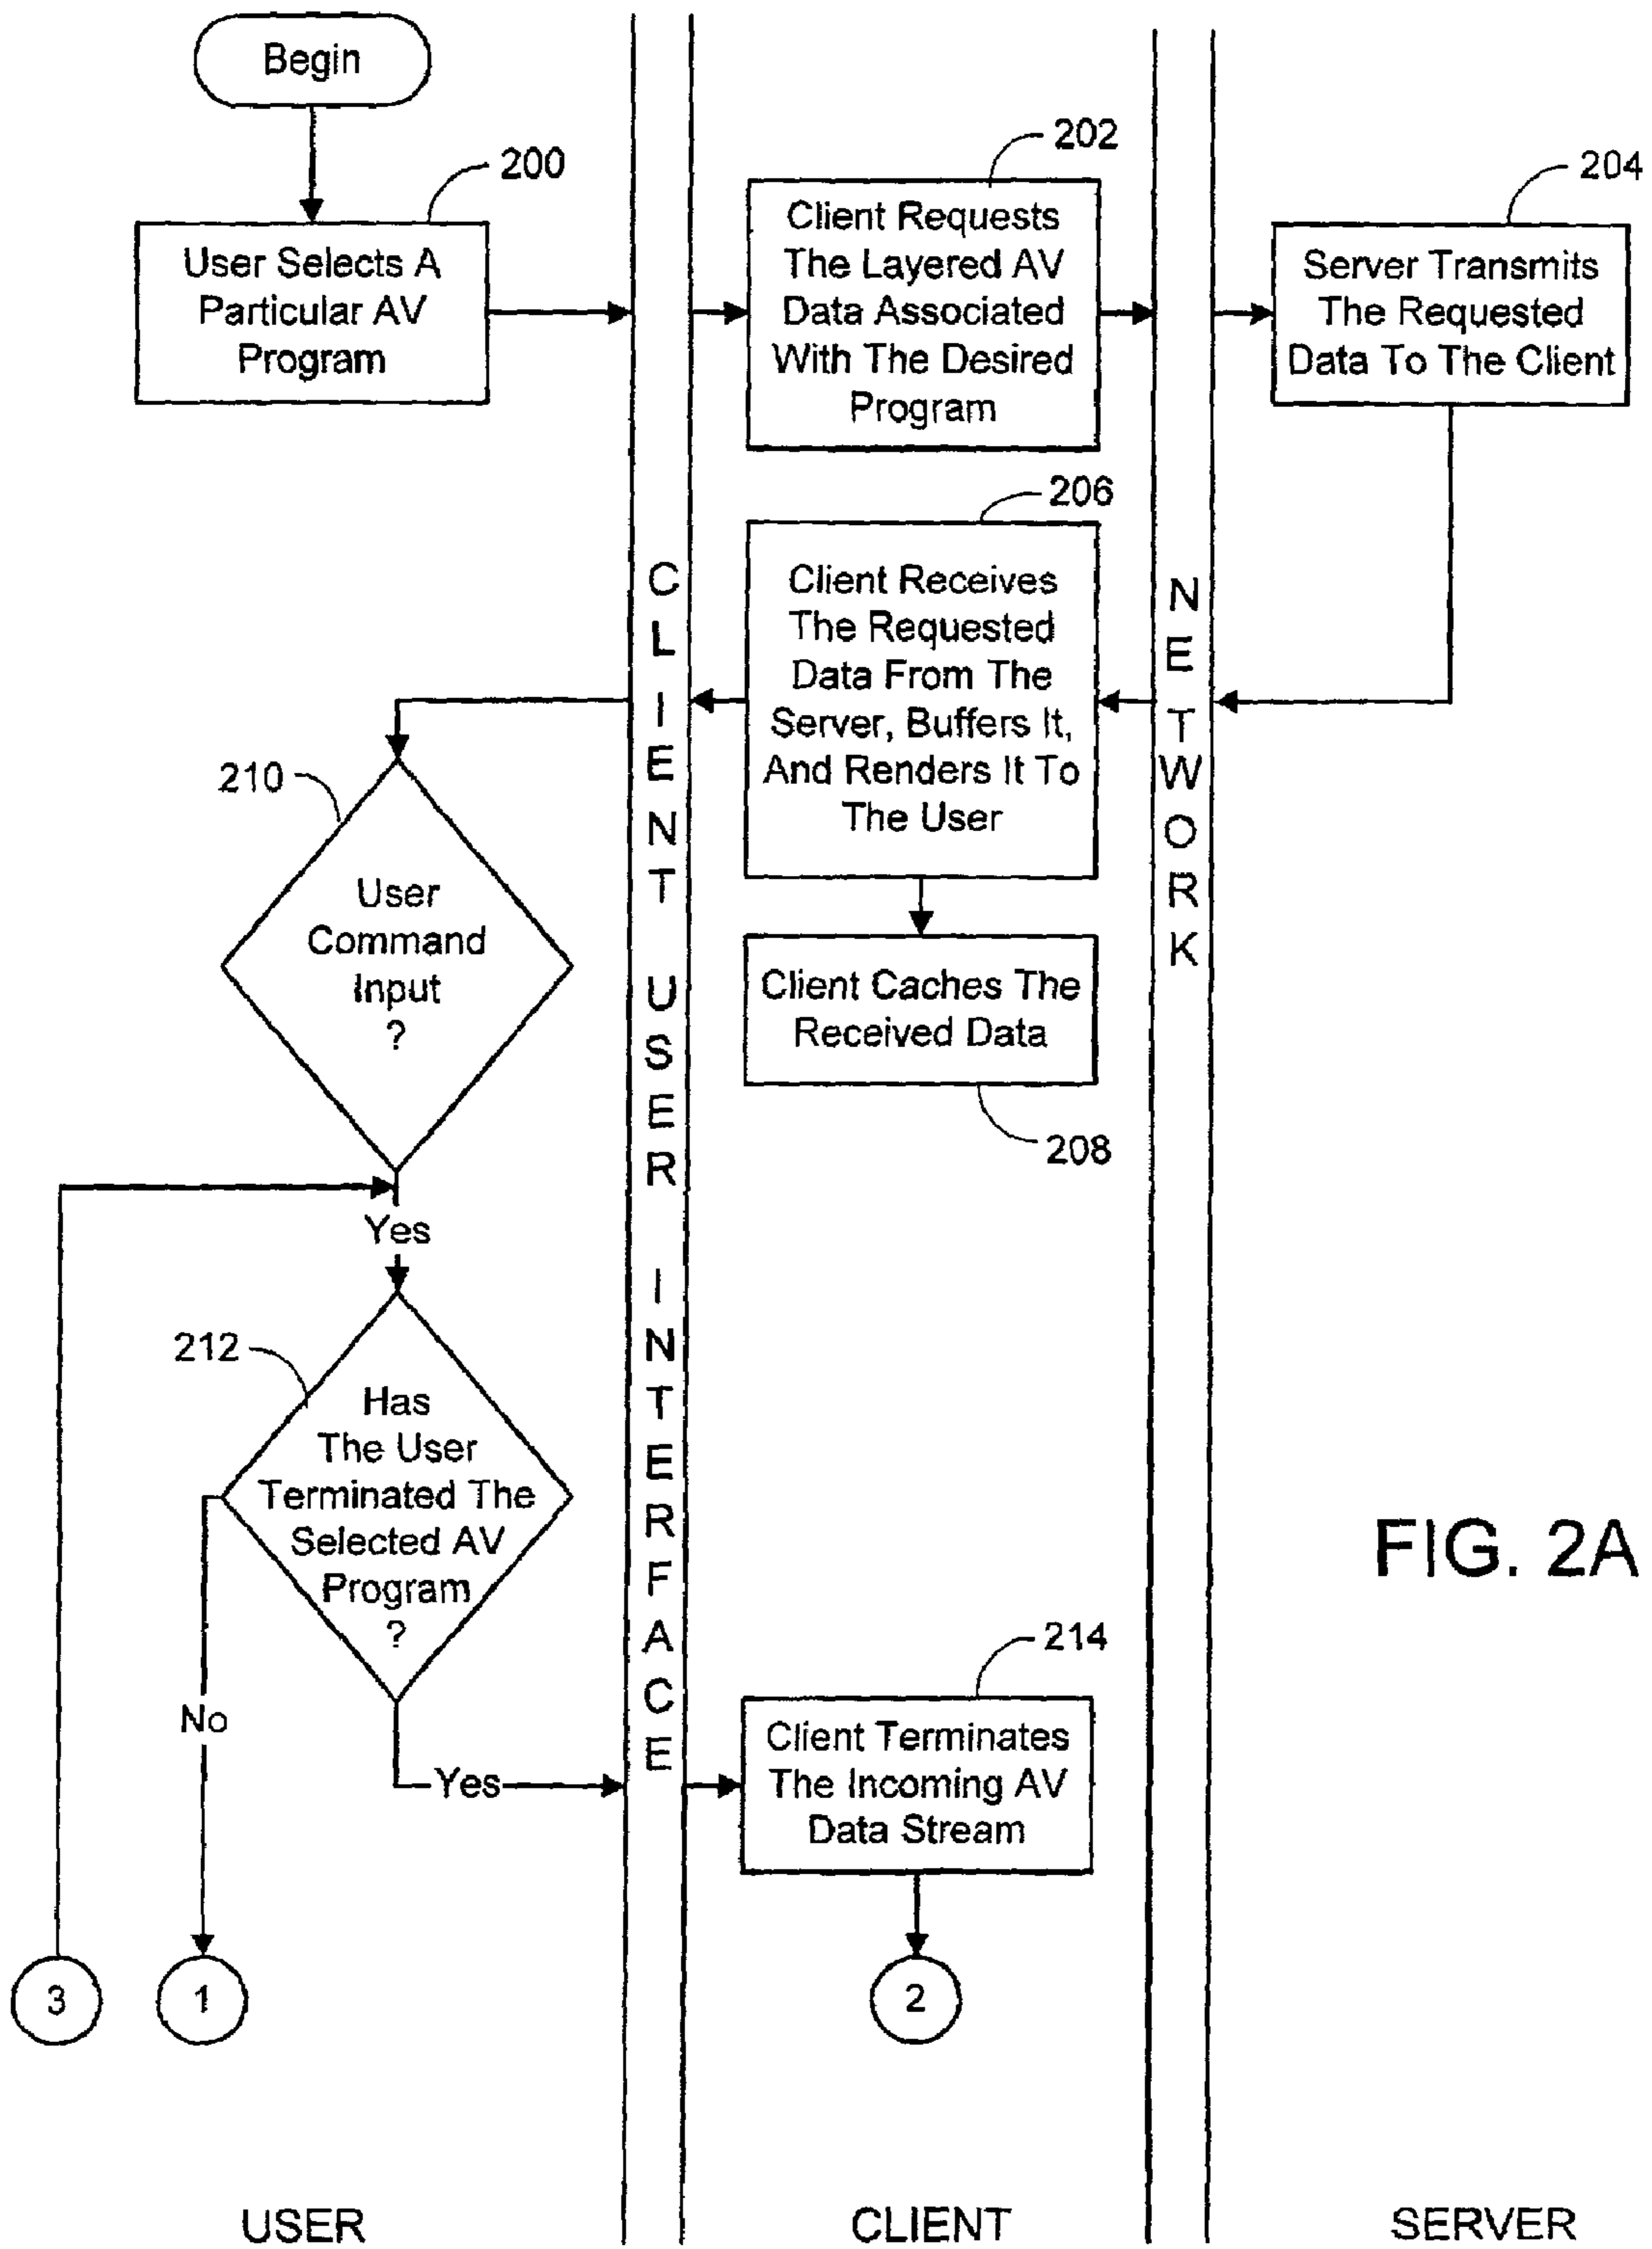 Begin
200
User Selects A
Particular AV
Program
202
Client Requests
The Layered AV
Data Associated
With The Desired
Program
204
Server Transmits
The Requested
Data To The Client
206
Client Receives
The Requested
Data From The
Server, Buffers It,
And Renders It To
The User
Client Caches The
Received Data
208
210
User
Command
Input
?
Yes
212
Has
The User
Terminated The
Selected AV
Program
?
No
Yes
214
Client Terminates
The Incoming AV
Data Stream
3
1
2
CLIENT USER INTERFACE
NETWORK
FIG. 2A
USER
CLIENT
SERVER